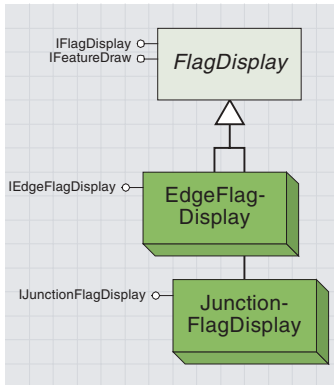 IFlagDisplay
IFeatureDraw
FlagDisplay
IEdgeFlagDisplay
EdgeFlag-
Display
IJunctionFlagDisplay
Junction-
FlagDisplay